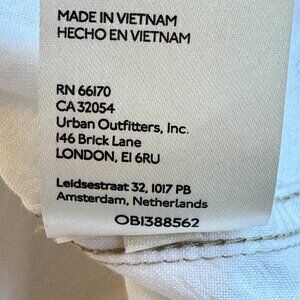 MADE IN VIETNAM
HECHO EN VIETNAM
RN 66170
CA 32054
Urban Outfitters, Inc.
146 Brick Lane
LONDON, E1 6RU
Leidsestraat 32, 1017 PB
Amsterdam, Netherlands
OB1388562